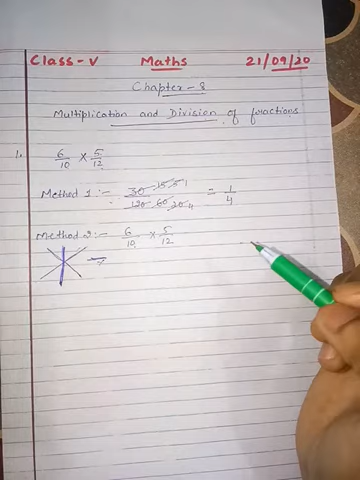 Class-V Maths 21/09/20
Chapter-8
Multiplication and Division of fractions
1. 6/10 × 5/12
Method 1:- 30 15 5 1 / 120 60 20 4 = 1/4
Method 2:- 6/10 × 5/12